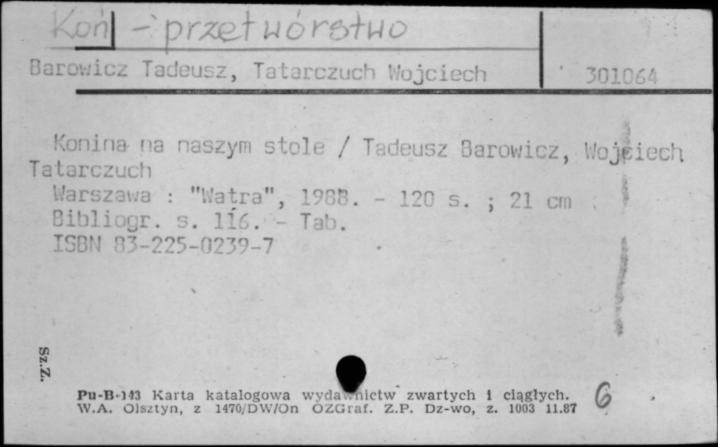 Koń - przetwórstwo
Barowicz Tadeusz, Tatarczuch Wojciech
301064
Konina na naszym stole / Tadeusz Barowicz, Wojciech
Tatarczuch
Warszawa : "Watra", 1988. - 120 s. ; 21 cm
Bibliogr. s. 116. - Tab.
ISBN 83-225-0239-7
Sz.Z.
Pu-B-143 Karta katalogowa wydawnictw zwartych i ciągłych.
W.A. Olsztyn, z 1470/DW/On OZGraf. Z.P. Dz-wo, z. 1003 11.87
6